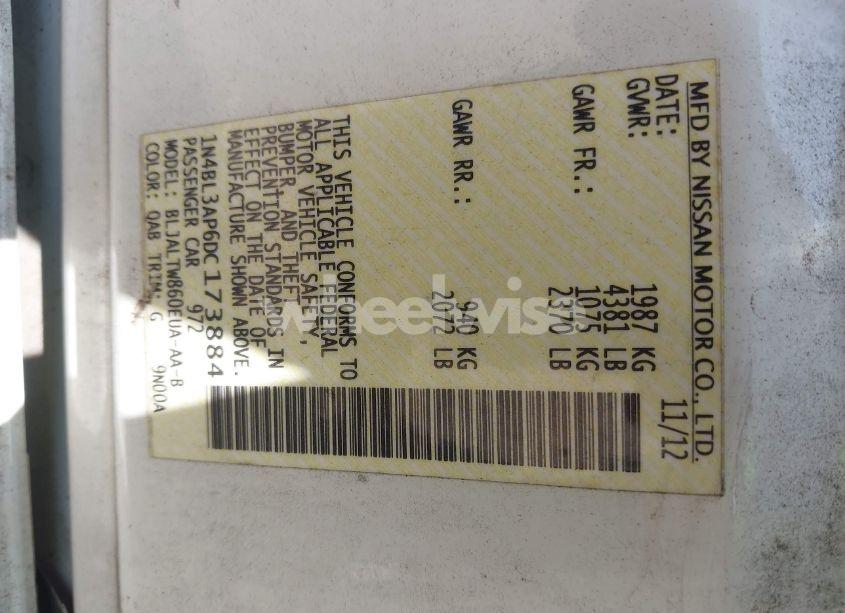 MFD BY NISSAN MOTOR CO., LTD.
DATE: 11/12
GVWR: 1987 KG
4381 LB
GAWR FR.: 1075 KG
2370 LB
GAWR RR.: 940 KG
2072 LB
THIS VEHICLE CONFORMS TO
ALL APPLICABLE FEDERAL
MOTOR VEHICLE SAFETY,
BUMPER, AND THEFT
PREVENTION STANDARDS IN
EFFECT ON THE DATE OF
MANUFACTURE SHOWN ABOVE.
1N4BL3AP6DC173884
PASSENGER CAR 972
MODEL: BLJALTW860EUA-AA-B
COLOR: QAB TRIM: G 9N00A
wheelvisor